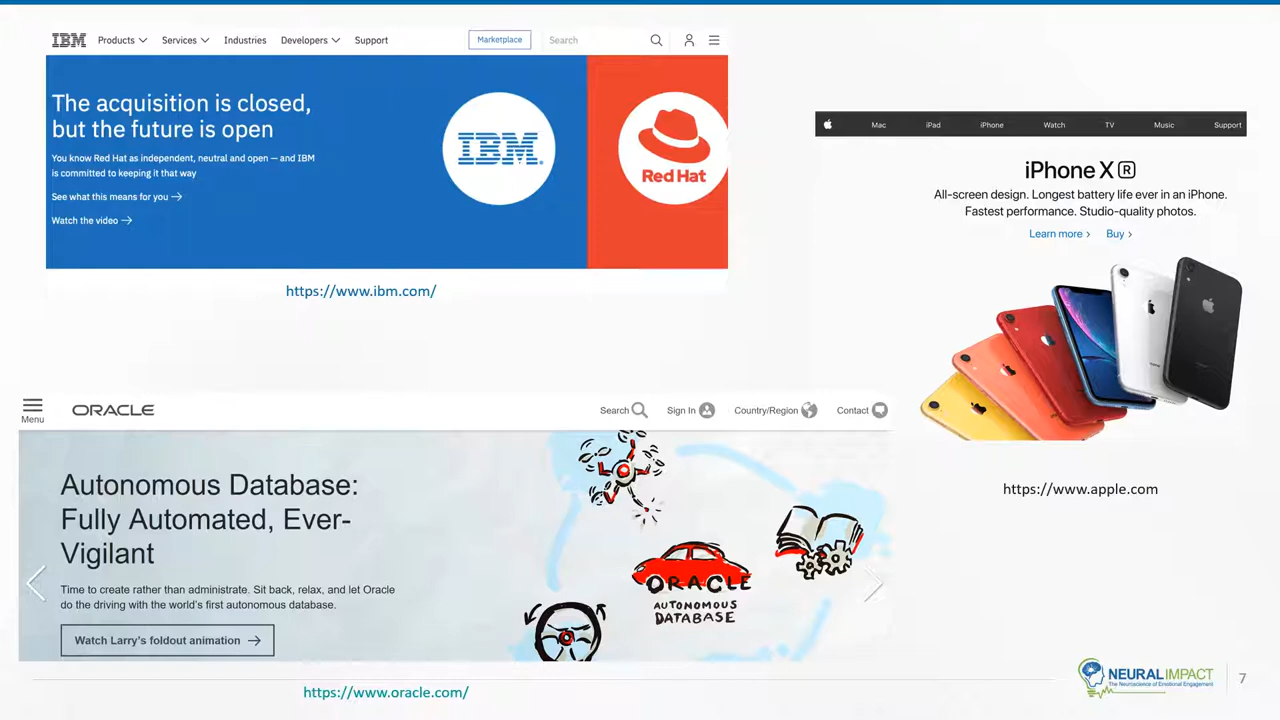 IBM Products Services Industries Developers Support Marketplace Search
The acquisition is closed,
but the future is open
You know Red Hat as independent, neutral and open — and IBM
is committed to keeping it that way
See what this means for you →
Watch the video →
IBM
Red Hat
https://www.ibm.com/
Mac iPad iPhone Watch TV Music Support
iPhone XR
All-screen design. Longest battery life ever in an iPhone.
Fastest performance. Studio-quality photos.
Learn more > Buy >
https://www.apple.com
Menu ORACLE Search Sign In Country/Region Contact
Autonomous Database:
Fully Automated, Ever-
Vigilant
Time to create rather than administrate. Sit back, relax, and let Oracle
do the driving with the world's first autonomous database.
Watch Larry's foldout animation →
ORACLE
AUTONOMOUS
DATABASE
https://www.oracle.com/
NEURAL IMPACT
The Neuroscience of Emotional Engagement
7